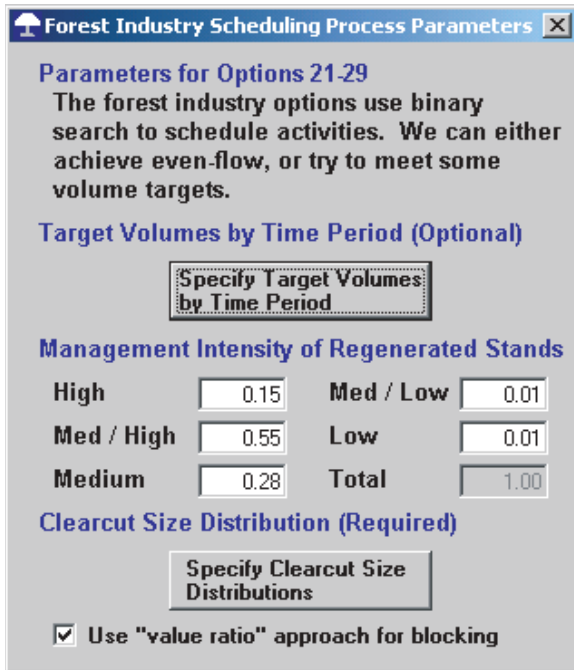 Forest Industry Scheduling Process Parameters
Parameters for Options 21-29
The forest industry options use binary
search to schedule activities.  We can either
achieve even-flow, or try to meet some
volume targets.
Target Volumes by Time Period (Optional)
Specify Target Volumes
by Time Period
Management Intensity of Regenerated Stands
High 0.15 Med / Low 0.01
Med / High 0.55 Low 0.01
Medium 0.28 Total 1.00
Clearcut Size Distribution (Required)
Specify Clearcut Size
Distributions
Use "value ratio" approach for blocking